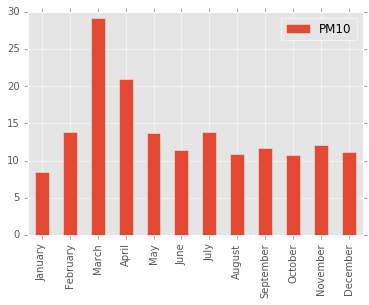 PM10
30
25
20
15
10
5
0
January
February
March
April
May
June
July
August
September
October
November
December